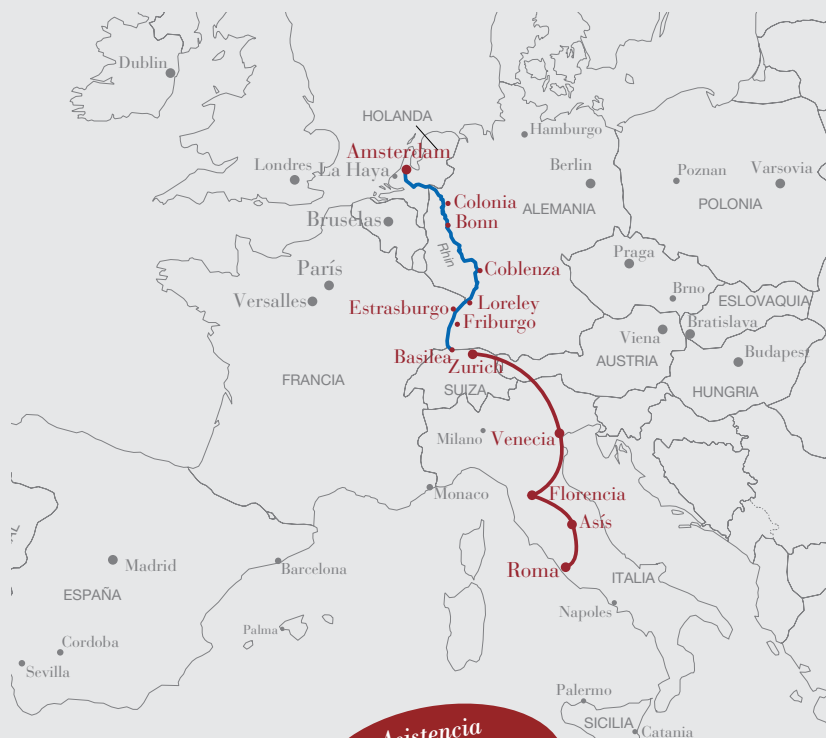 Dublin
HOLANDA
Hamburgo
Amsterdam
Londres
La Haya
Berlin
Poznan
Varsovia
Colonia
ALEMANIA
POLONIA
Bruselas
Bonn
Rhin
Praga
París
Coblenza
Brno
Versalles
Loreley
ESLOVAQUIA
Estrasburgo
Friburgo
Bratislava
Viena
Basilea
Zurich
AUSTRIA
Budapest
FRANCIA
SUIZA
HUNGRIA
Milano
Venecia
Monaco
Florencia
Asís
Madrid
Barcelona
Roma
ITALIA
ESPAÑA
Napoles
Palma
Cordoba
Sevilla
Palermo
SICILIA
Catania
Asistencia